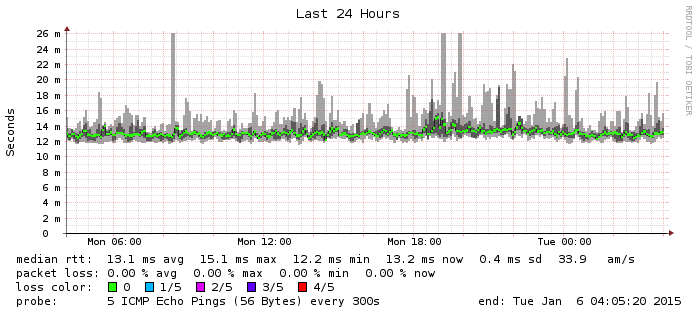 Last 24 Hours
RRDTOOL / TOBI OETIKER
Seconds
26 m
24 m
22 m
20 m
18 m
16 m
14 m
12 m
10 m
8 m
6 m
4 m
2 m
0
Mon 06:00 Mon 12:00 Mon 18:00 Tue 00:00
median rtt: 13.1 ms avg 15.1 ms max 12.2 ms min 13.2 ms now 0.4 ms sd 33.9 am/s
packet loss: 0.00 % avg 0.00 % max 0.00 % min 0.00 % now
loss color: 0 1/5 2/5 3/5 4/5
probe: 5 ICMP Echo Pings (56 Bytes) every 300s end: Tue Jan 6 04:05:20 2015